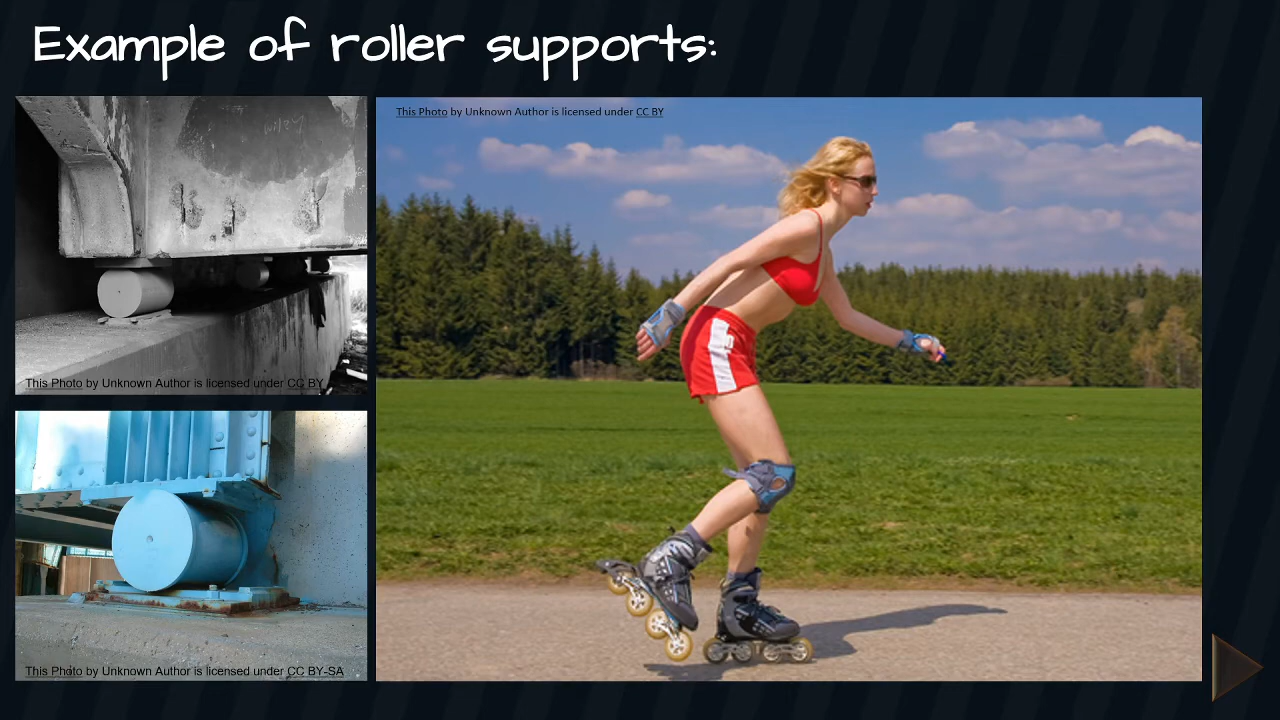 Example of roller supports:
This Photo by Unknown Author is licensed under CC BY
This Photo by Unknown Author is licensed under CC BY
This Photo by Unknown Author is licensed under CC BY-SA